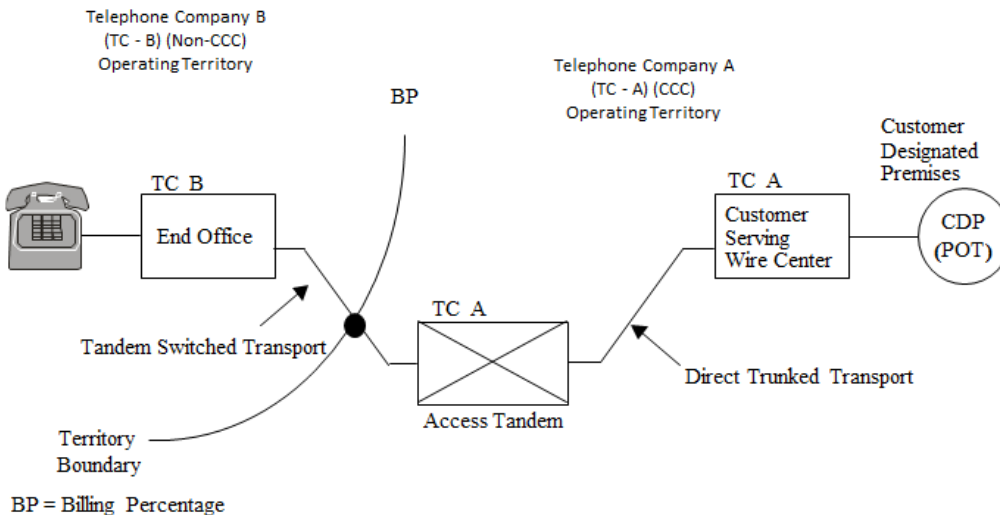 Telephone Company B
(TC - B) (Non-CCC)
Operating Territory
Telephone Company A
(TC - A) (CCC)
Operating Territory
BP
Customer
Designated
Premises
TC B
End Office
TC A
Customer
Serving
Wire Center
CDP
(POT)
TC A
Tandem Switched Transport
Direct Trunked Transport
Access Tandem
Territory
Boundary
BP = Billing Percentage